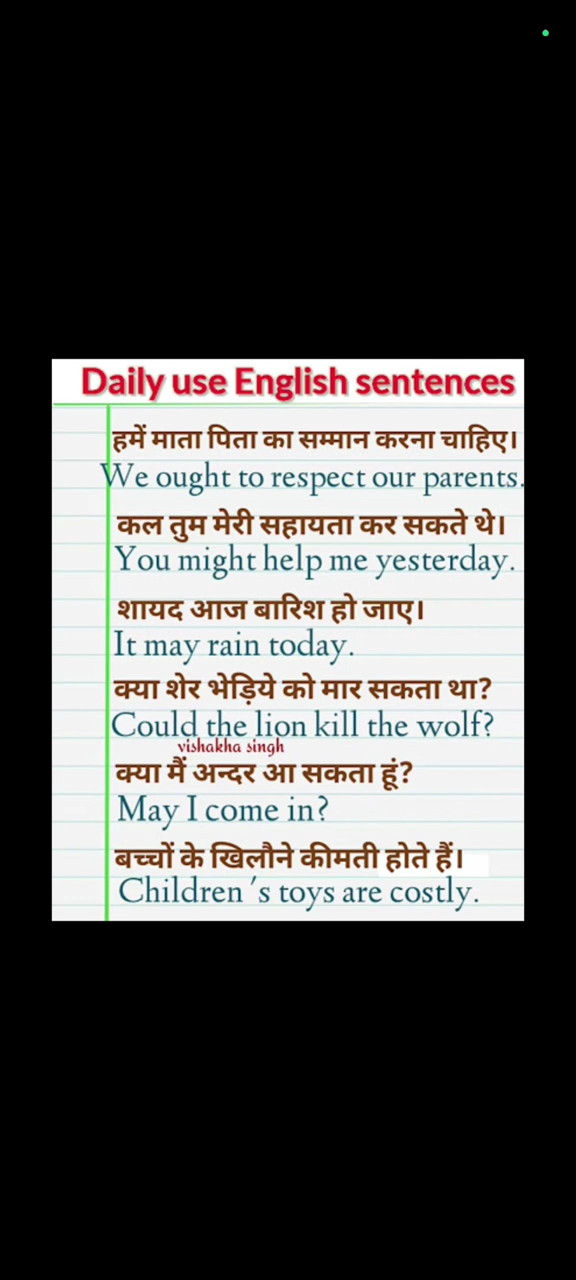 Daily use English sentences
हमें माता पिता का सम्मान करना चाहिए।
We ought to respect our parents.
कल तुम मेरी सहायता कर सकते थे।
You might help me yesterday.
शायद आज बारिश हो जाए।
It may rain today.
क्या शेर भेड़िये को मार सकता था?
Could the lion kill the wolf?
vishakha singh
क्या मैं अन्दर आ सकता हूं?
May I come in?
बच्चों के खिलौने कीमती होते हैं।
Children 's toys are costly.